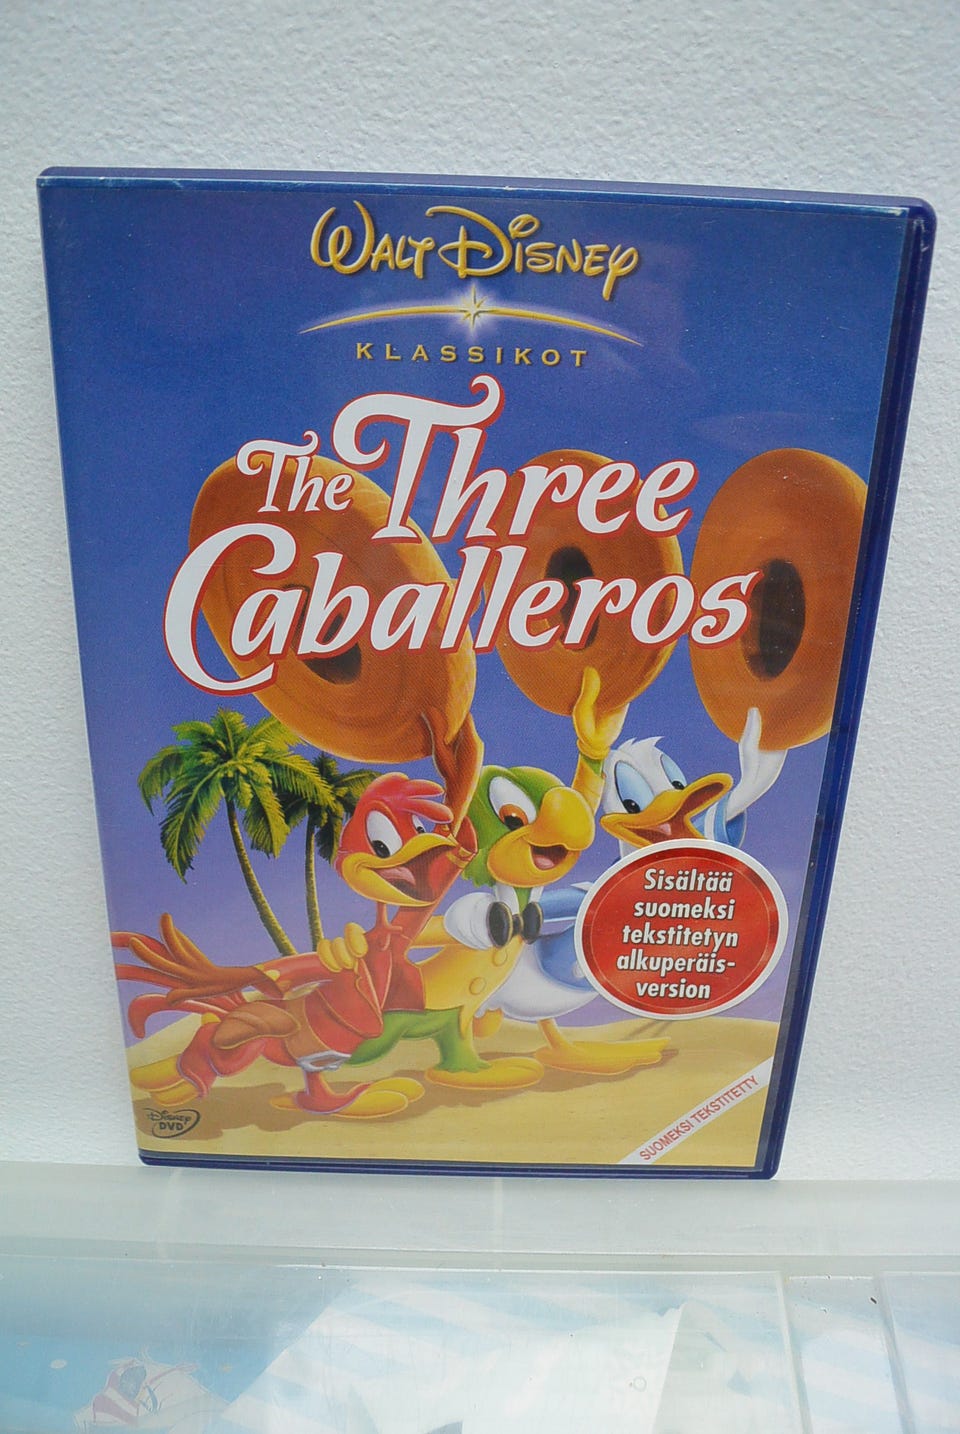 WALT DISNEY
KLASSIKOT
The Three
Caballeros
Sisältää
suomeksi
tekstitetyn
alkuperäis-
version
SUOMEKSI TEKSTITETTY
DISNEY
DVD